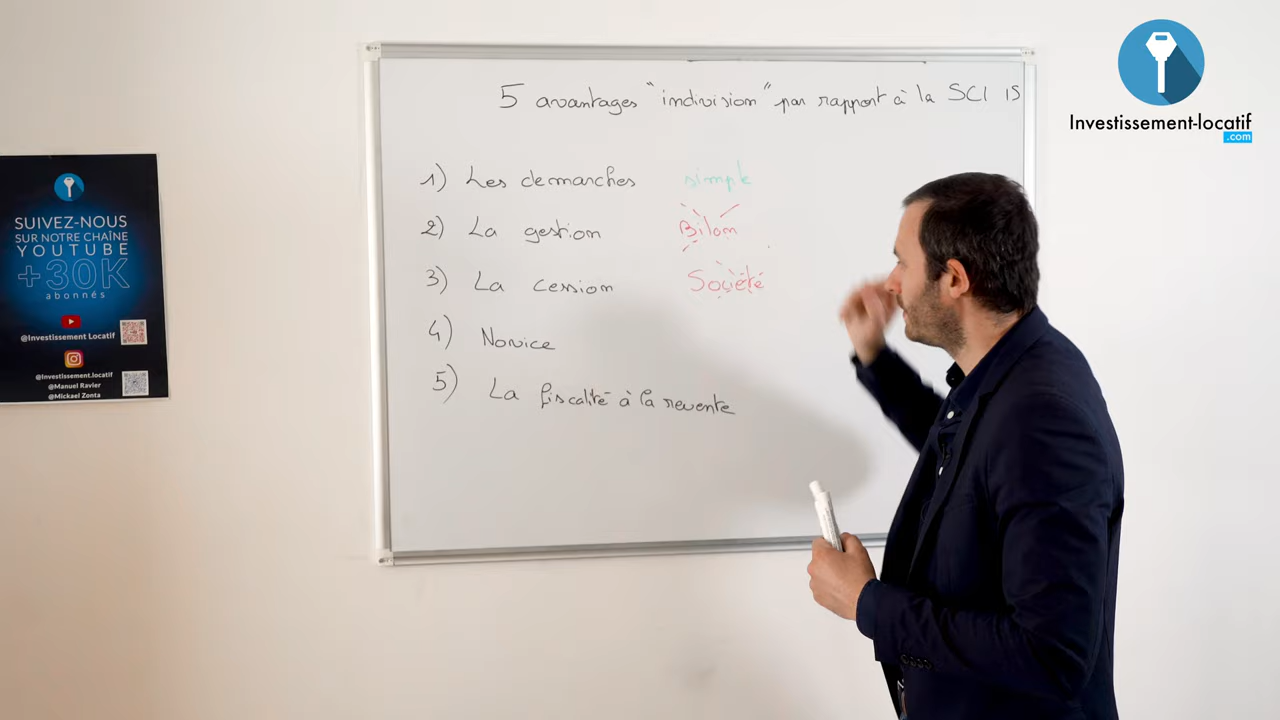 5 avantages "indivision" par rapport à la SCI IS
1) Les demarches simple
2) La gestion Bilan
3) La cession Société
4) Novice
5) La fiscalité à la revente
Investissement-locatif
.com
SUIVEZ-NOUS
SUR NOTRE CHAÎNE
YOUTUBE
+30K
abonnés
@Investissement Locatif
@Investissement.locatif
@Manuel Ravier
@Mickael Zonta